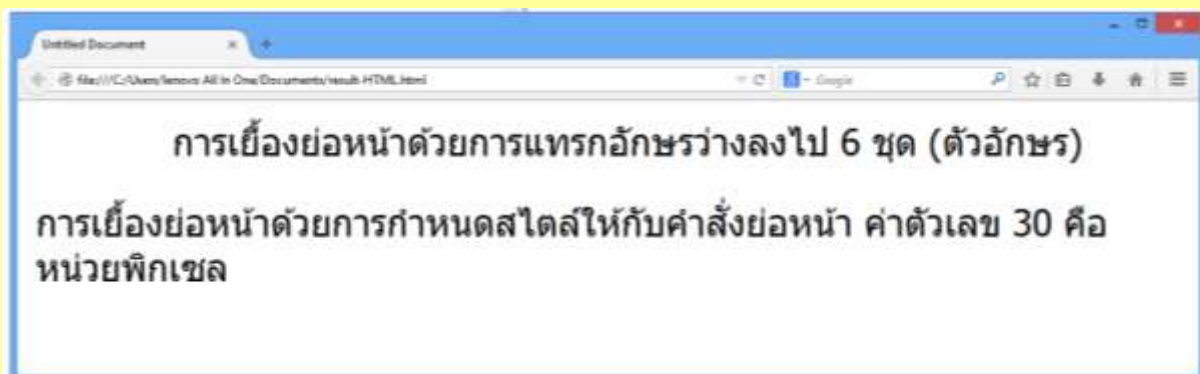 Untitled Document
file:///C:/Users/lenovo All In One/Documents/result-HTML.html
Google
การเยื้องย่อหน้าด้วยการแทรกอักษรว่างลงไป 6 ชุด (ตัวอักษร)
การเยื้องย่อหน้าด้วยการกำหนดสไตล์ให้กับคำสั่งย่อหน้า ค่าตัวเลข 30 คือ
หน่วยพิกเซล